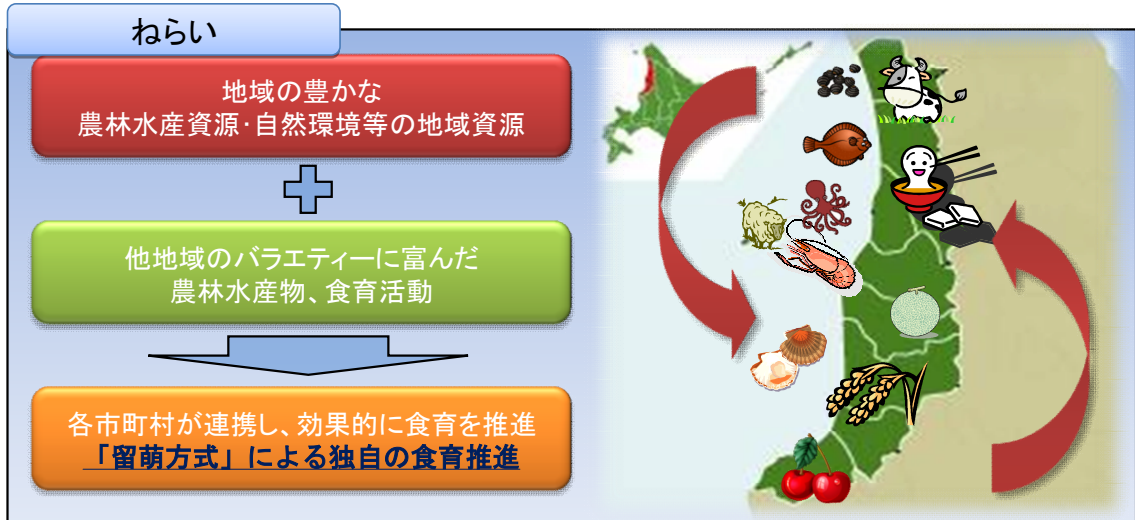 ねらい
地域の豊かな
農林水産資源・自然環境等の地域資源
他地域のバラエティーに富んだ
農林水産物、食育活動
各市町村が連携し、効果的に食育を推進
「留萌方式」による独自の食育推進